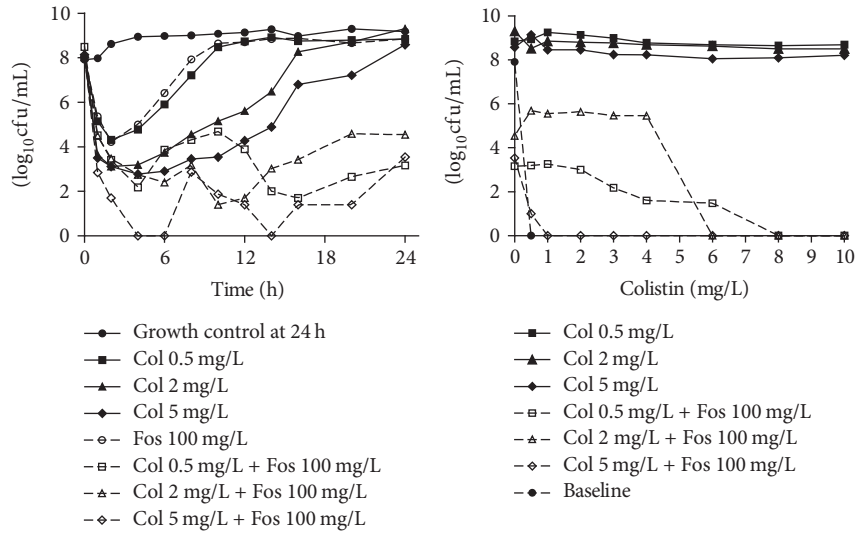 10
8
6
4
2
0
(log10 cfu/mL)
0 6 12 18 24
Time (h)
Growth control at 24 h
Col 0.5 mg/L
Col 2 mg/L
Col 5 mg/L
Fos 100 mg/L
Col 0.5 mg/L + Fos 100 mg/L
Col 2 mg/L + Fos 100 mg/L
Col 5 mg/L + Fos 100 mg/L
10
8
6
4
2
0
(log10 cfu/mL)
0 1 2 3 4 5 6 7 8 9 10
Colistin (mg/L)
Col 0.5 mg/L
Col 2 mg/L
Col 5 mg/L
Col 0.5 mg/L + Fos 100 mg/L
Col 2 mg/L + Fos 100 mg/L
Col 5 mg/L + Fos 100 mg/L
Baseline